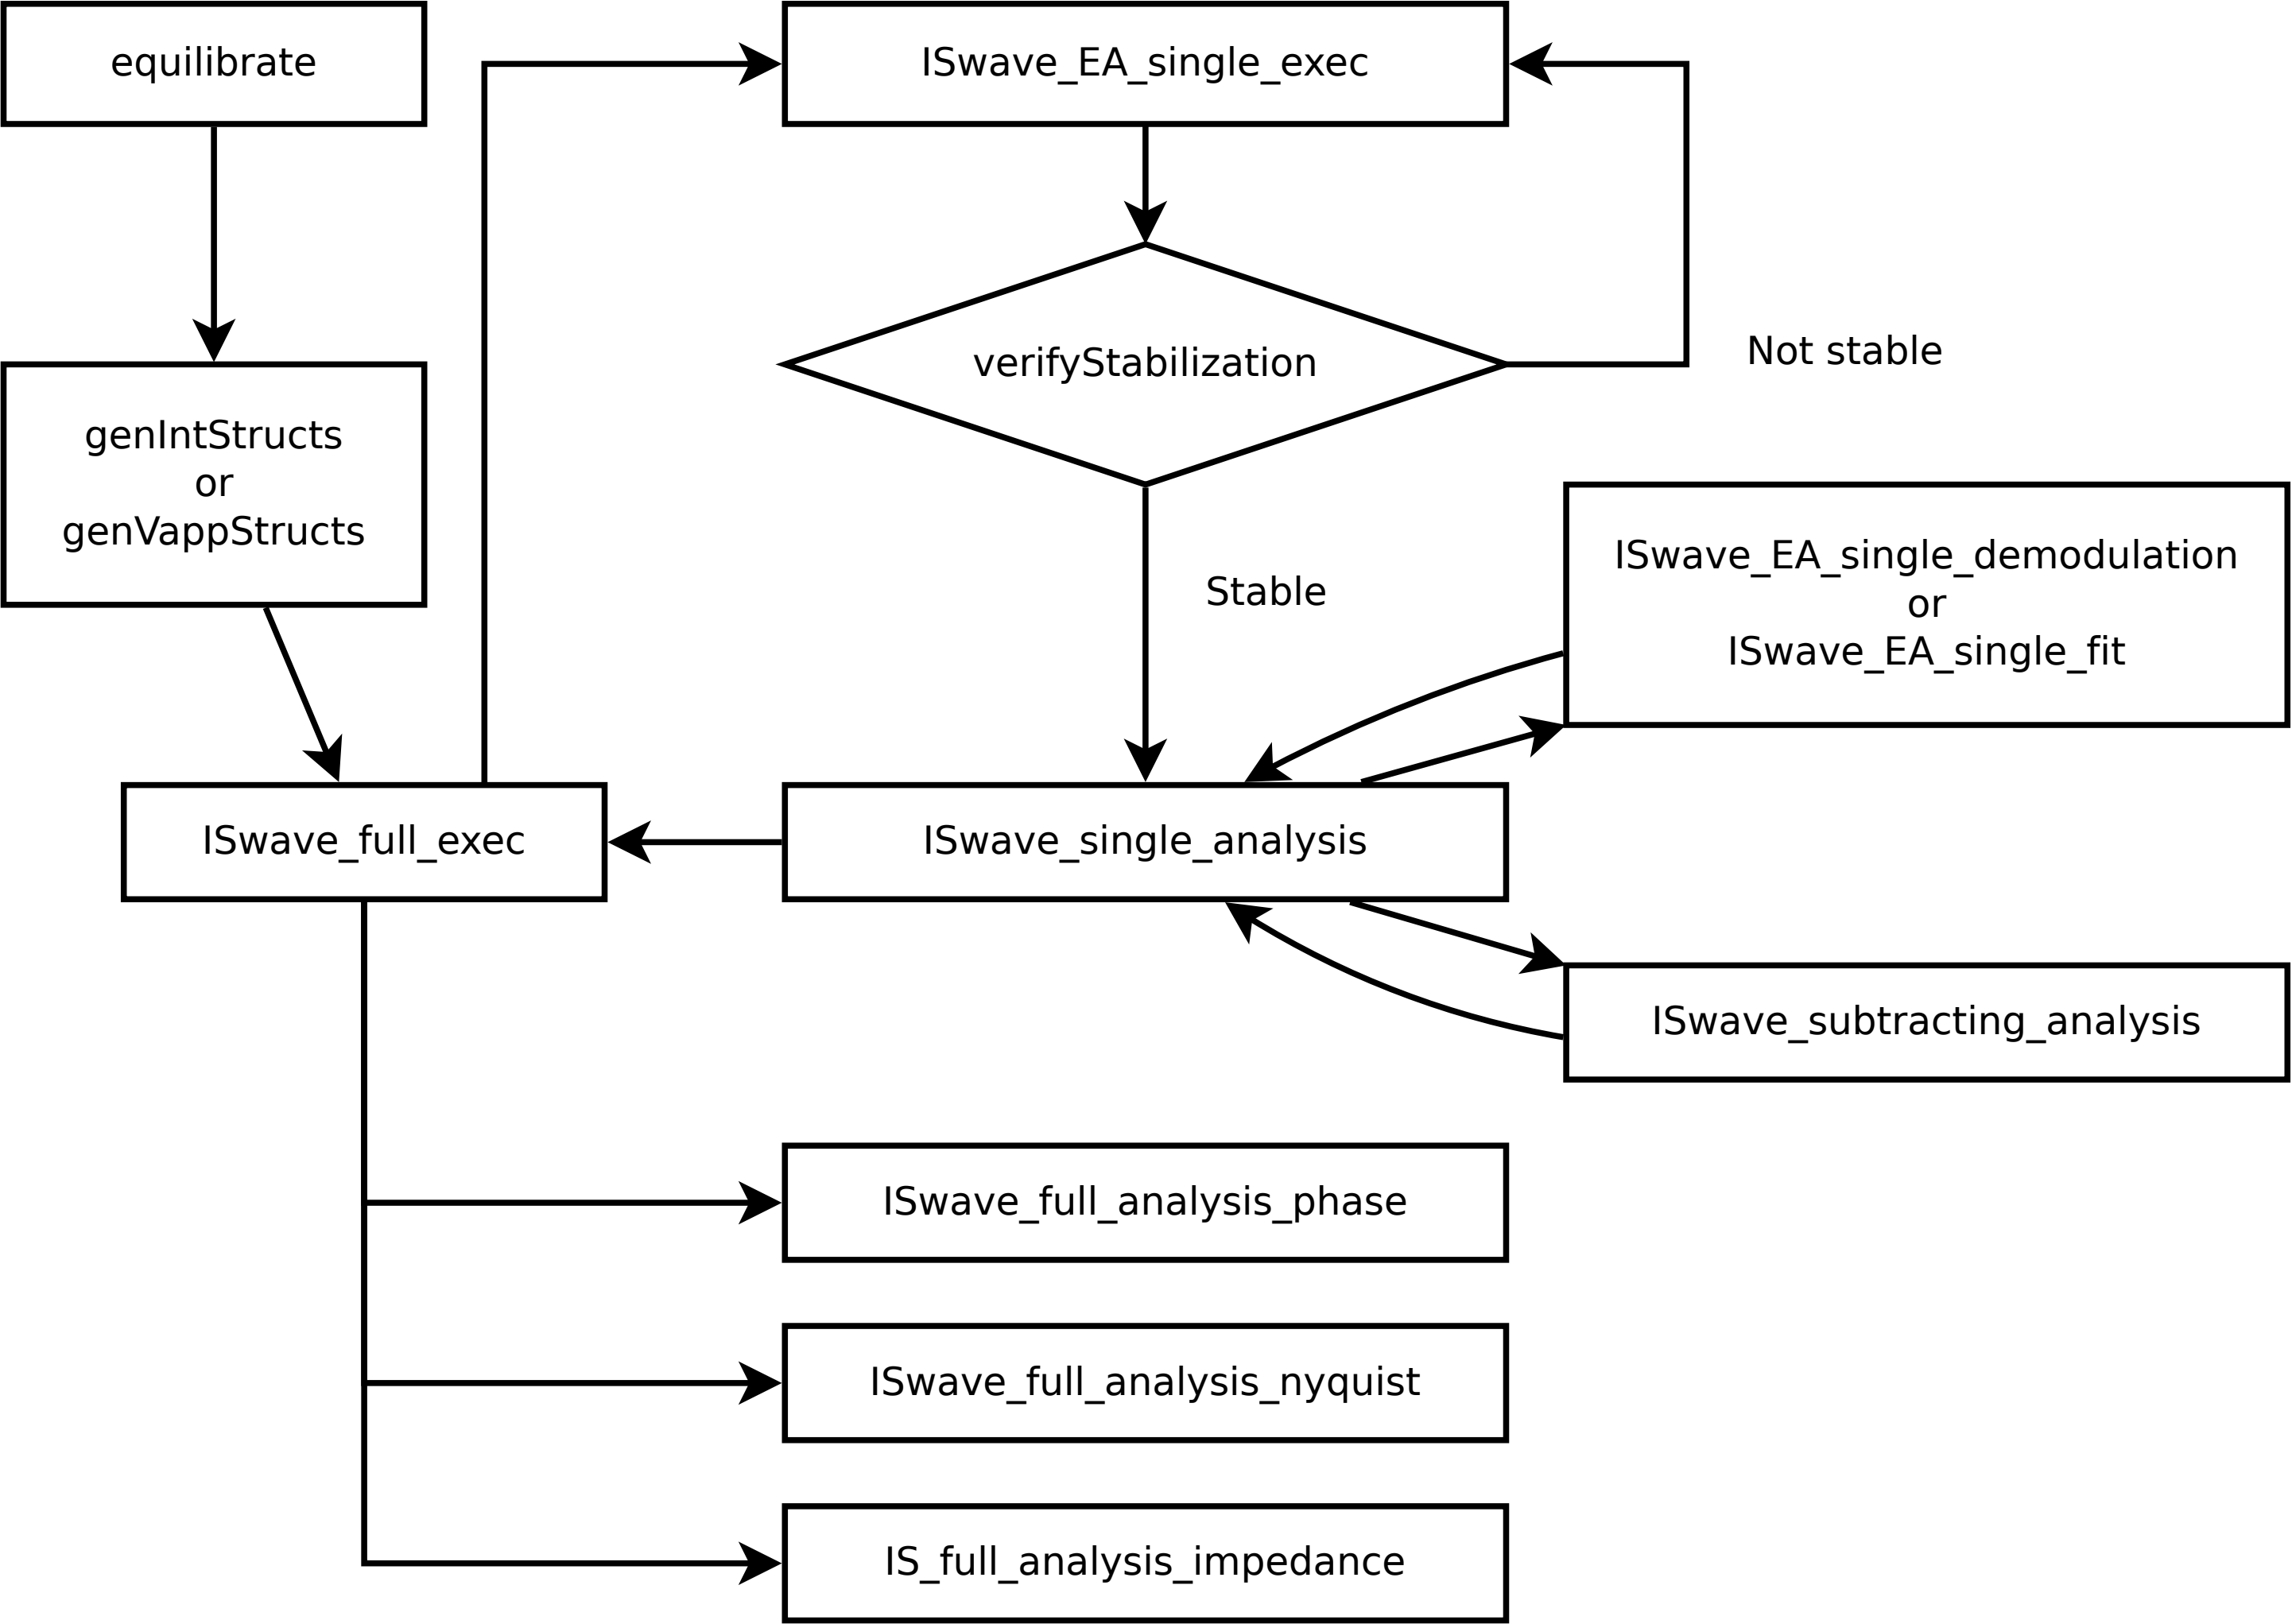 equilibrate
ISwave_EA_single_exec
verifyStabilization
Not stable
genIntStructs
or
genVappStructs
Stable
ISwave_EA_single_demodulation
or
ISwave_EA_single_fit
ISwave_full_exec
ISwave_single_analysis
ISwave_subtracting_analysis
ISwave_full_analysis_phase
ISwave_full_analysis_nyquist
IS_full_analysis_impedance